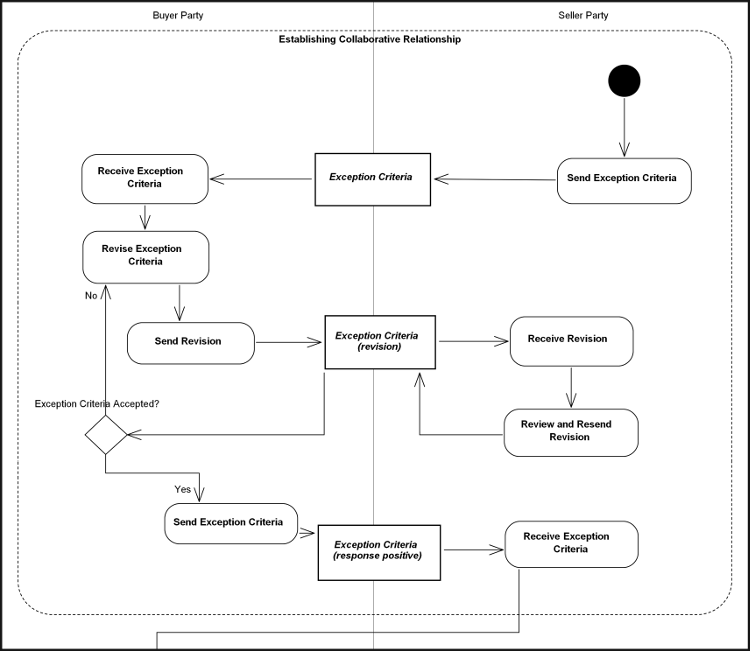 Buyer Party
Seller Party
Establishing Collaborative Relationship
Receive Exception
Criteria
Exception Criteria
Send Exception Criteria
Revise Exception
Criteria
No
Send Revision
Exception Criteria
(revision)
Receive Revision
Exception Criteria Accepted?
Review and Resend
Revision
Yes
Send Exception Criteria
Exception Criteria
(response positive)
Receive Exception
Criteria